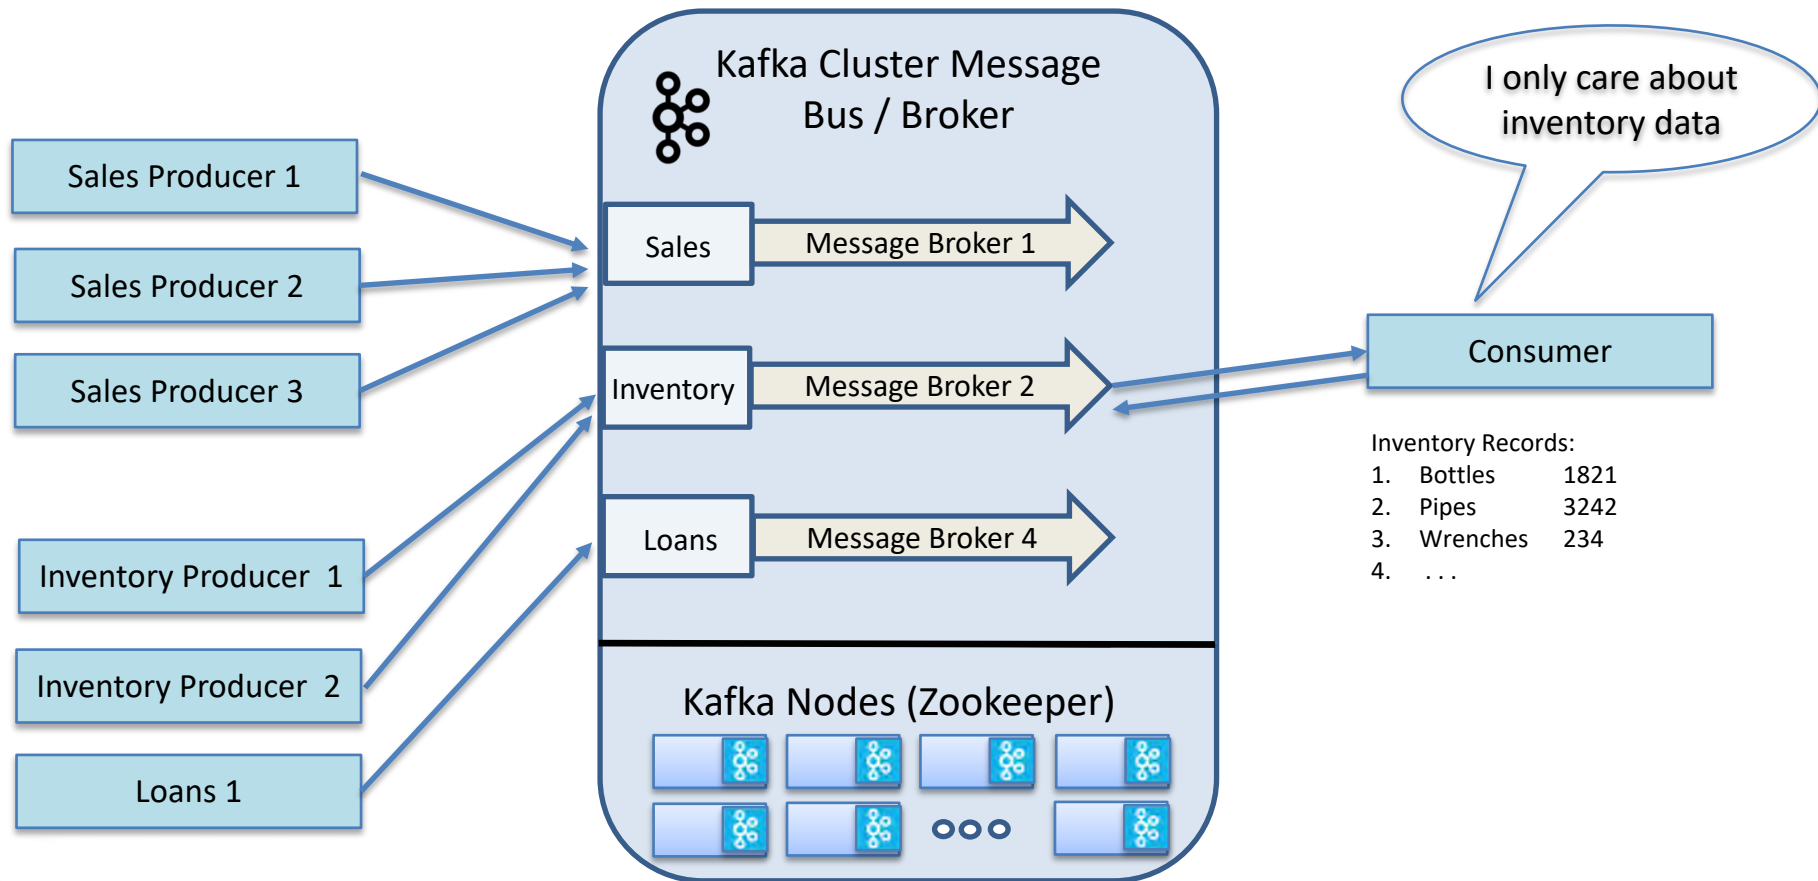 Kafka Cluster Message
Bus / Broker
I only care about
inventory data
Sales Producer 1
Sales Producer 2
Sales Producer 3
Inventory Producer  1
Inventory Producer  2
Loans 1
Sales
Message Broker 1
Inventory
Message Broker 2
Loans
Message Broker 4
Consumer
Inventory Records:
1. Bottles 1821
2. Pipes 3242
3. Wrenches 234
4. . . .
Kafka Nodes (Zookeeper)